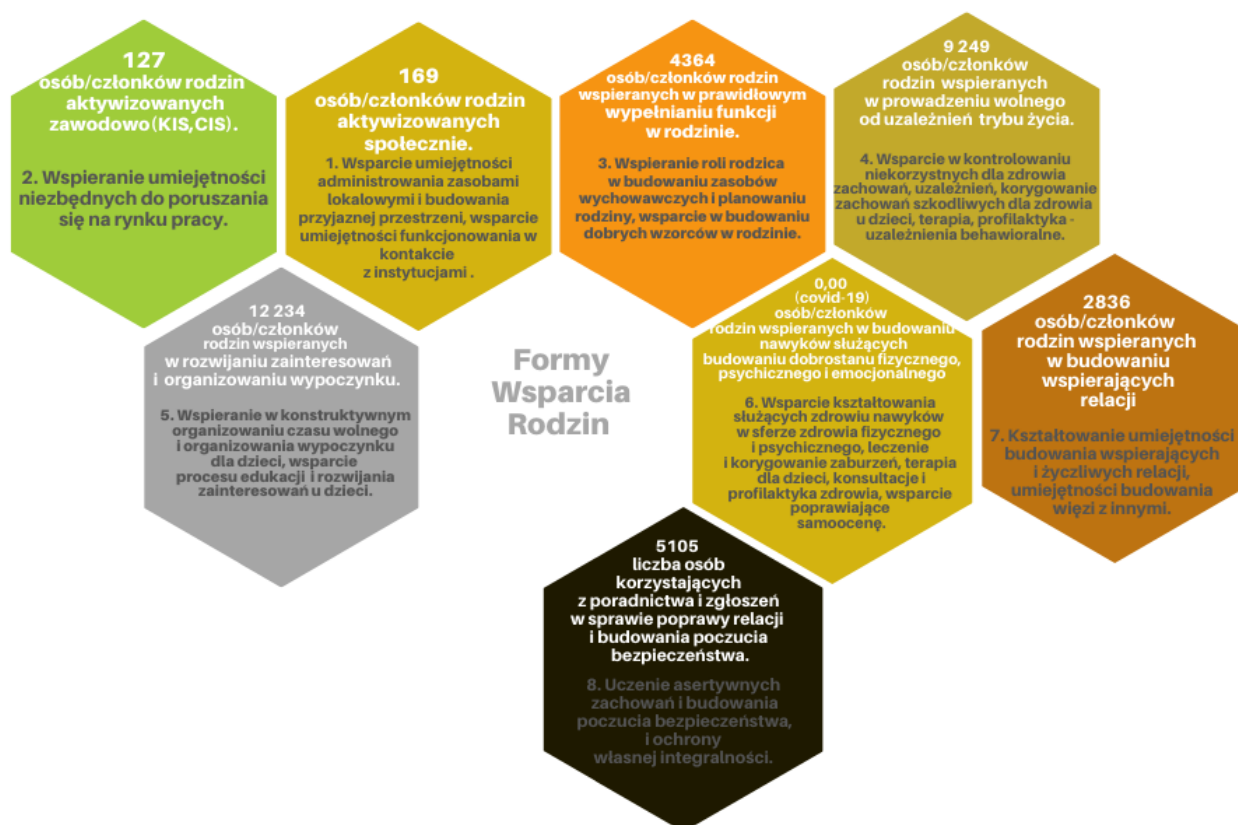 127
osób/członków rodzin
aktywizowanych
zawodowo(KIS,CIS).
2. Wspieranie umiejętności
niezbędnych do poruszania
się na rynku pracy.
169
osób/członków rodzin
aktywizowanych
społecznie.
1. Wsparcie umiejętności
administrowania zasobami
lokalowymi i budowania
przyjaznej przestrzeni, wsparcie
umiejętności funkcjonowania w
kontakcie
z instytucjami .
4364
osób/członków rodzin
wspieranych w prawidłowym
wypełnianiu funkcji
w rodzinie.
3. Wspieranie roli rodzica
w budowaniu zasobów
wychowawczych i planowaniu
rodziny, wsparcie w budowaniu
dobrych wzorców w rodzinie.
9 249
osób/członków
rodzin wspieranych
w prowadzeniu wolnego
od uzależnień trybu życia.
4. Wsparcie w kontrolowaniu
niekorzystnych dla zdrowia
zachowań, uzależnień, korygowanie
zachowań szkodliwych dla zdrowia
u dzieci, terapia, profilaktyka -
uzależnienia behawioralne.
12 234
osób/członków
rodzin wspieranych
w rozwijaniu zainteresowań
i organizowaniu wypoczynku.
5. Wspieranie w konstruktywnym
organizowaniu czasu wolnego
i organizowania wypoczynku
dla dzieci, wsparcie
procesu edukacji i rozwijania
zainteresowań u dzieci.
Formy
Wsparcia
Rodzin
0,00
(covid-19)
osób/członków
rodzin wspieranych w budowaniu
nawyków służących
budowaniu dobrostanu fizycznego,
psychicznego i emocjonalnego
6. Wsparcie kształtowania
służących zdrowiu nawyków
w sferze zdrowia fizycznego
i psychicznego, leczenie
i korygowanie zaburzeń, terapia
dla dzieci, konsultacje i
profilaktyka zdrowia, wsparcie
poprawiające
samoocenę.
2836
osób/członków
rodzin wspieranych
w budowaniu
wspierających
relacji
7. Kształtowanie umiejętności
budowania wspierających
i życzliwych relacji,
umiejętności budowania
więzi z innymi.
5105
liczba osób
korzystających
z poradnictwa i zgłoszeń
w sprawie poprawy relacji
i budowania poczucia
bezpieczeństwa.
8. Uczenie asertywnych
zachowań i budowania
poczucia bezpieczeństwa,
i ochrony
własnej integralności.